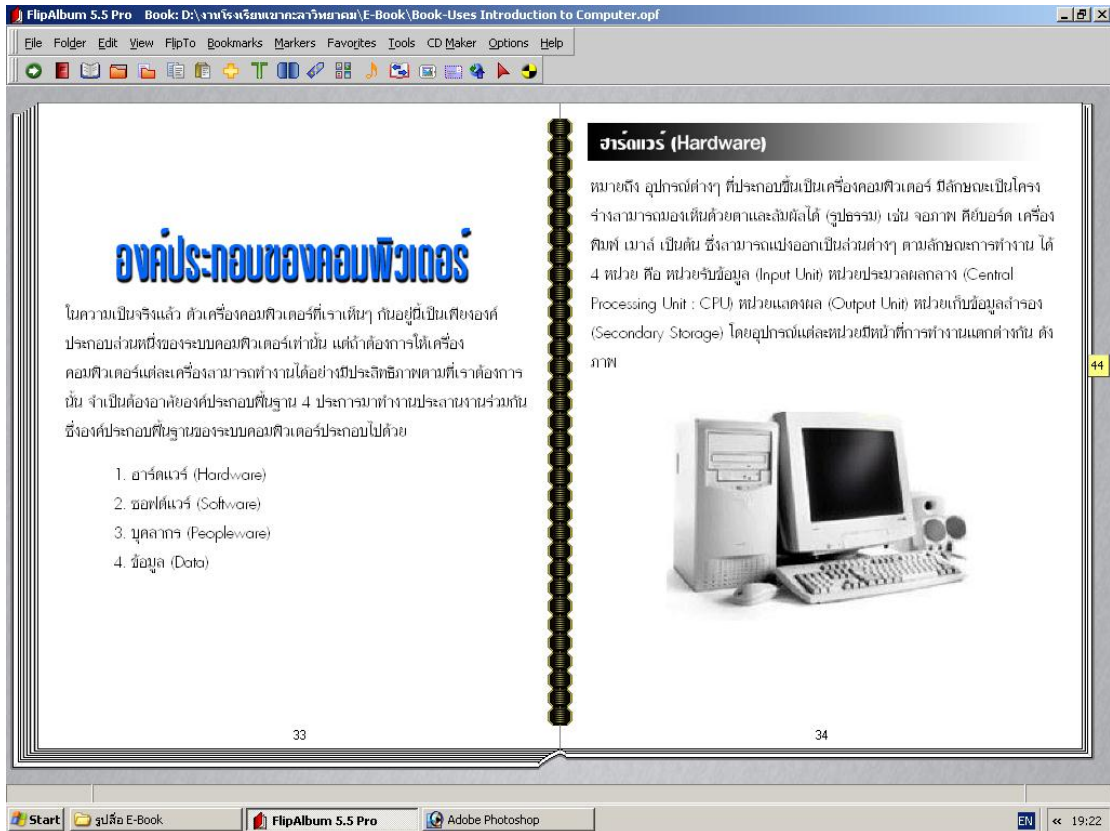 FlipAlbum 5.5 Pro    Book: D:\งานโรงเรียนเขากะลาวิทยาคม\E-Book\Book-Uses Introduction to Computer.opf
File  Folder  Edit  View  FlipTo  Bookmarks  Markers  Favorites  Tools  CD Maker  Options  Help
องค์ประกอบของคอมพิวเตอร์
ในความเป็นจริงแล้ว ตัวเครื่องคอมพิวเตอร์ที่เราเห็นๆ กันอยู่นี้เป็นเพียงองค์
ประกอบส่วนหนึ่งของระบบคอมพิวเตอร์เท่านั้น แต่ถ้าต้องการให้เครื่อง
คอมพิวเตอร์แต่ละเครื่องสามารถทำงานได้อย่างมีประสิทธิภาพตามที่เราต้องการ
นั้น จำเป็นต้องอาศัยองค์ประกอบพื้นฐาน 4 ประการมาทำงานประสานงานร่วมกัน
ซึ่งองค์ประกอบพื้นฐานของระบบคอมพิวเตอร์ประกอบไปด้วย
1. ฮาร์ดแวร์ (Hardware)
2. ซอฟต์แวร์ (Software)
3. บุคลากร (Peopleware)
4. ข้อมูล (Data)
33
ฮาร์ดแวร์ (Hardware)
หมายถึง อุปกรณ์ต่างๆ ที่ประกอบขึ้นเป็นเครื่องคอมพิวเตอร์ มีลักษณะเป็นโครง
ร่างสามารถมองเห็นด้วยตาและสัมผัสได้ (รูปธรรม) เช่น จอภาพ คีย์บอร์ด เครื่อง
พิมพ์ เมาส์ เป็นต้น ซึ่งสามารถแบ่งออกเป็นส่วนต่างๆ ตามลักษณะการทำงาน ได้
4 หน่วย คือ หน่วยรับข้อมูล (Input Unit) หน่วยประมวลผลกลาง (Central
Processing Unit : CPU) หน่วยแสดงผล (Output Unit) หน่วยเก็บข้อมูลสำรอง
(Secondary Storage) โดยอุปกรณ์แต่ละหน่วยมีหน้าที่การทำงานแตกต่างกัน ดัง
ภาพ
34
44
Start  รูปสื่อ E-Book  FlipAlbum 5.5 Pro  Adobe Photoshop  EN  «  19:22